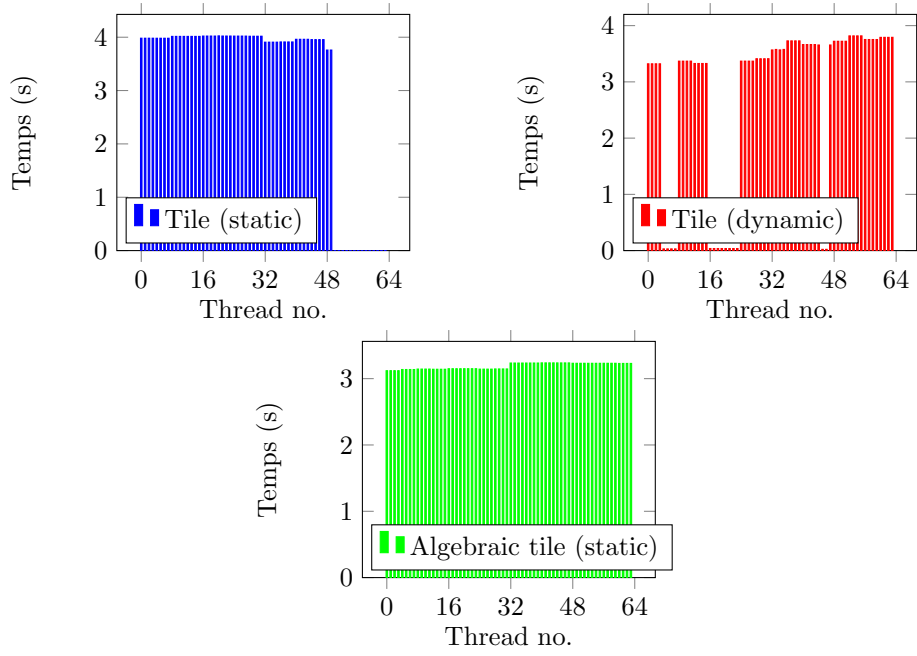 4
3
2
1
0
Temps (s)
Tile (static)
0 16 32 48 64
Thread no.
4
3
2
1
0
Temps (s)
Tile (dynamic)
0 16 32 48 64
Thread no.
3
2
1
0
Temps (s)
Algebraic tile (static)
0 16 32 48 64
Thread no.